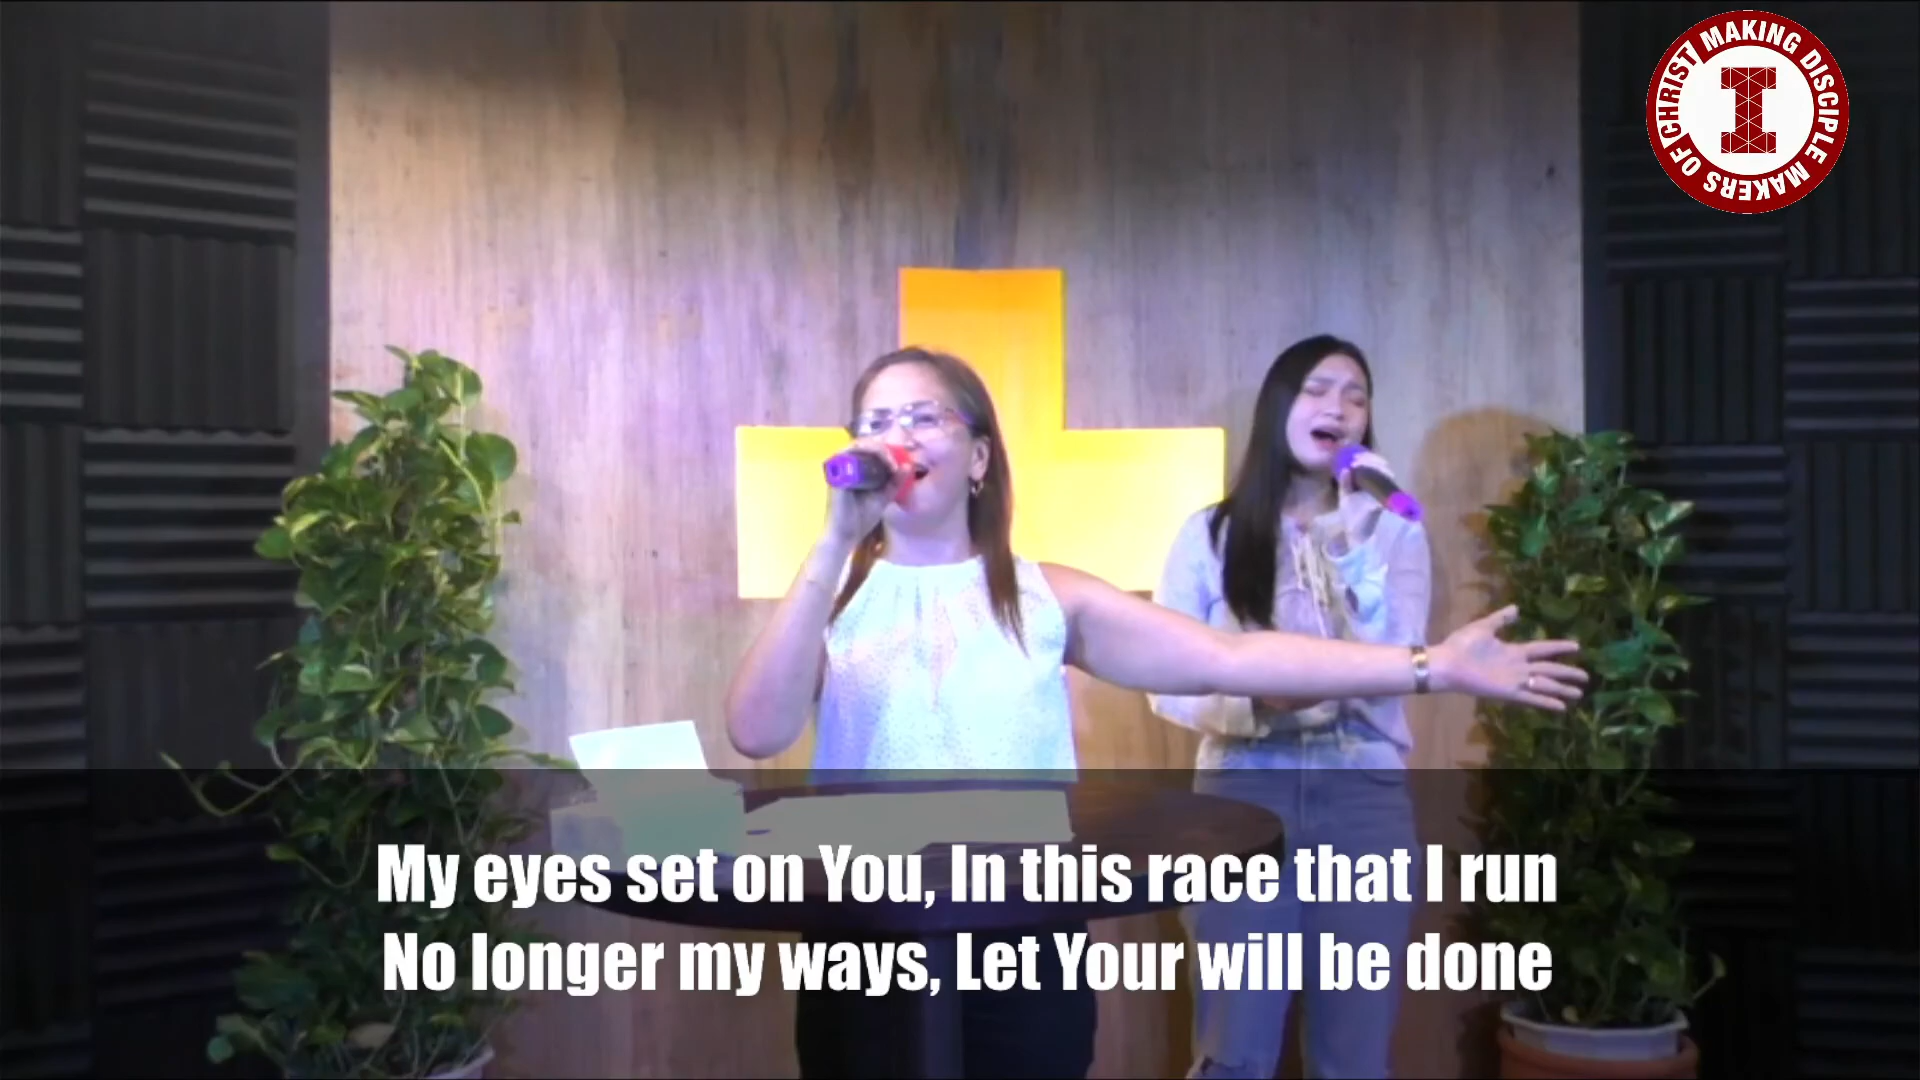 MAKING DISCIPLE MAKERS OF CHRIST
I
My eyes set on You, In this race that I run
No longer my ways, Let Your will be done